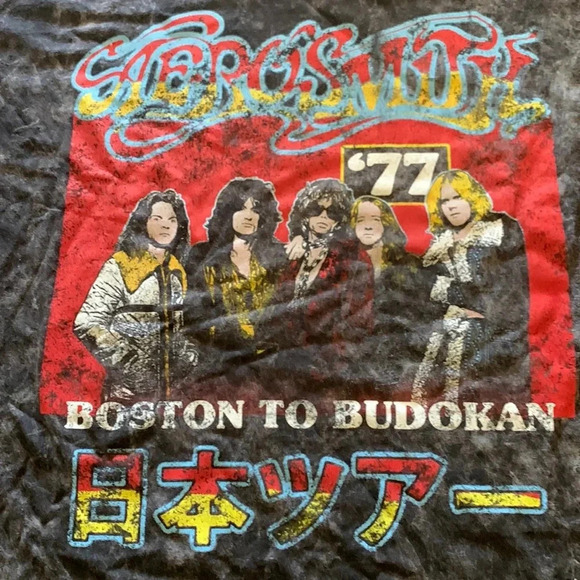 AEROSMITH
'77
BOSTON TO BUDOKAN
日本ツアー